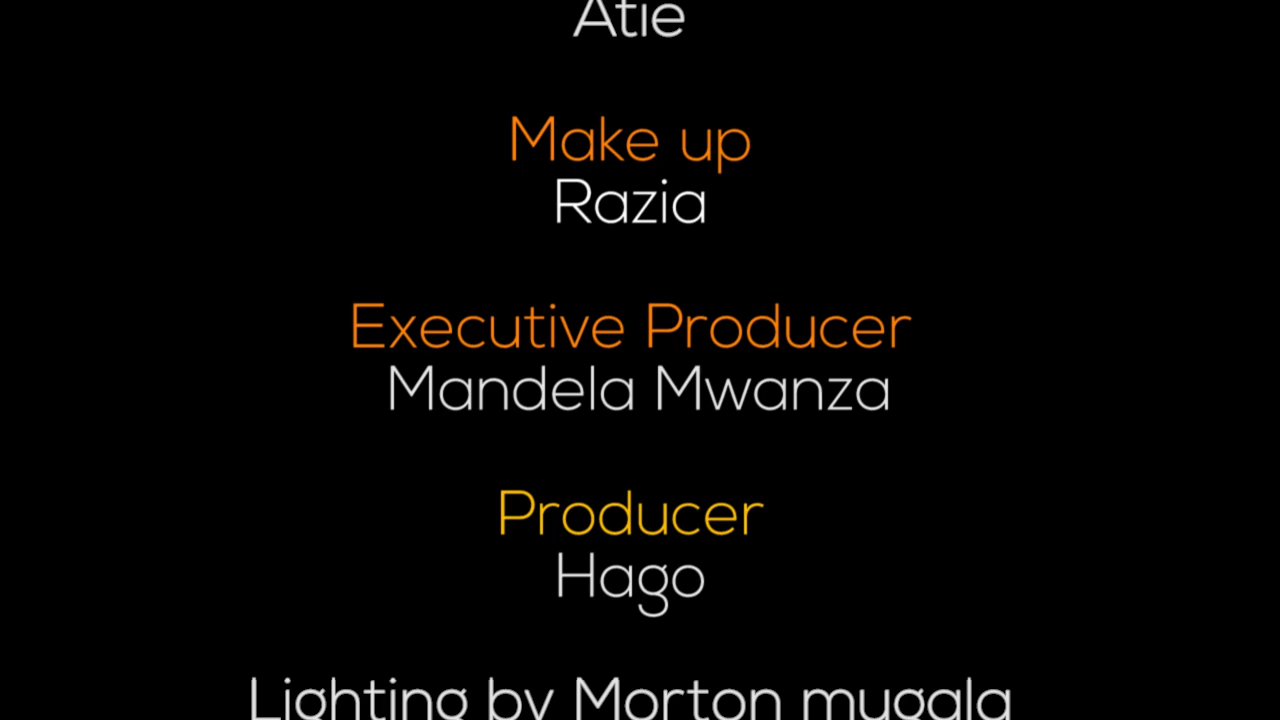 Atie
Make up
Razia
Executive Producer
Mandela Mwanza
Producer
Hago
Lighting by Morton mugala